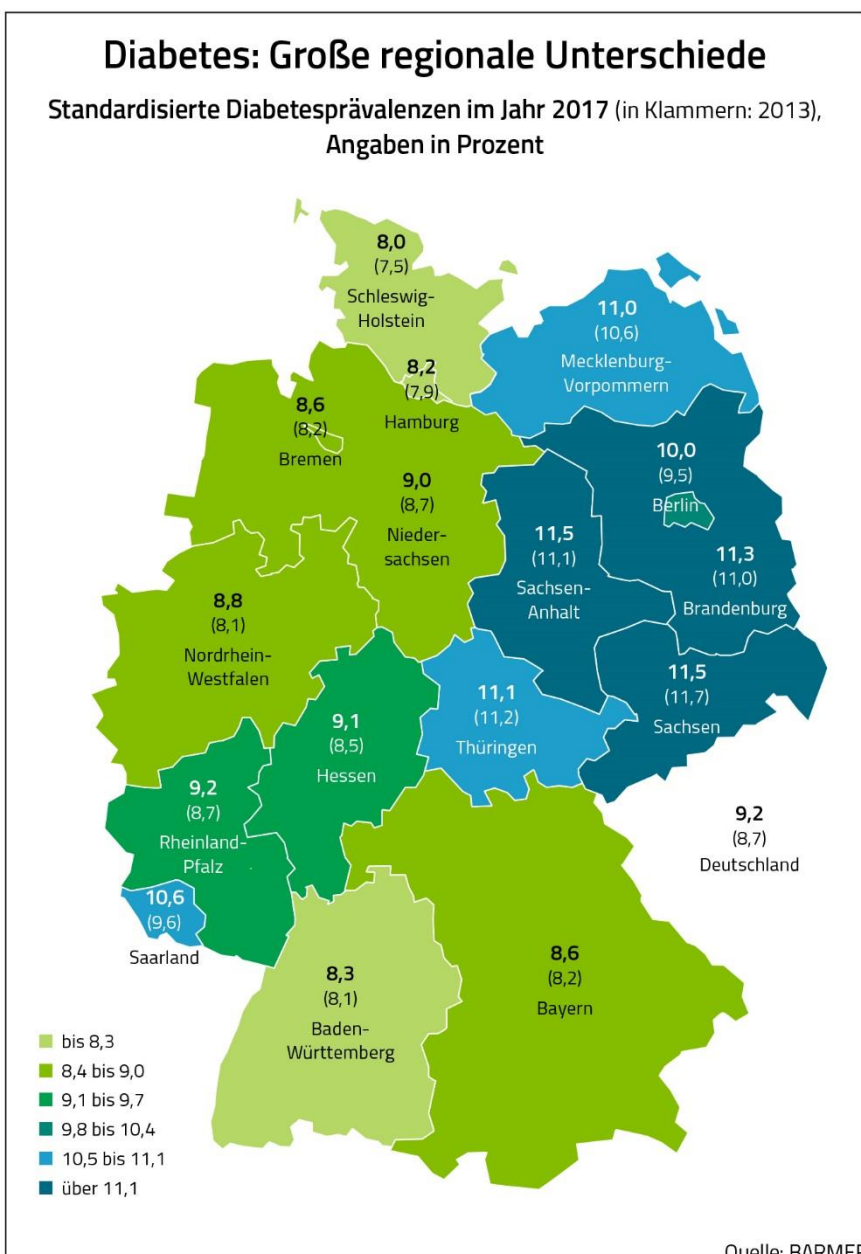 Diabetes: Große regionale Unterschiede
Standardisierte Diabetesprävalenzen im Jahr 2017 (in Klammern: 2013),
Angaben in Prozent
8,0
(7,5)
Schleswig-
Holstein
11,0
(10,6)
Mecklenburg-
Vorpommern
8,2
(7,9)
Hamburg
8,6
(8,2)
Bremen
9,0
(8,7)
Nieder-
sachsen
10,0
(9,5)
Berlin
11,5
(11,1)
Sachsen-
Anhalt
11,3
(11,0)
Brandenburg
8,8
(8,1)
Nordrhein-
Westfalen
11,5
(11,7)
Sachsen
11,1
(11,2)
Thüringen
9,1
(8,5)
Hessen
9,2
(8,7)
Rheinland-
Pfalz
9,2
(8,7)
Deutschland
10,6
(9,6)
Saarland
8,6
(8,2)
Bayern
8,3
(8,1)
Baden-
Württemberg
bis 8,3
8,4 bis 9,0
9,1 bis 9,7
9,8 bis 10,4
10,5 bis 11,1
über 11,1
Quelle: BARMER